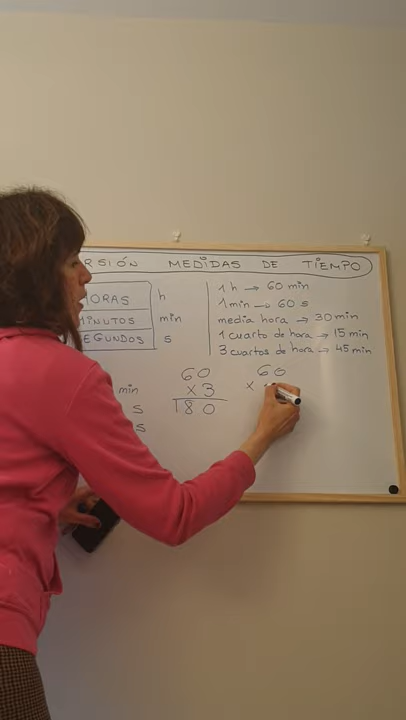 RSIÓN MEDIDAS DE TIEMPO
HORAS h
MINUTOS min
SEGUNDOS s
1 h → 60 min
1 min → 60 s
media hora → 30 min
1 cuarto de hora → 15 min
3 cuartos de hora → 45 min
min
s
s
60
x 3
180
60
x